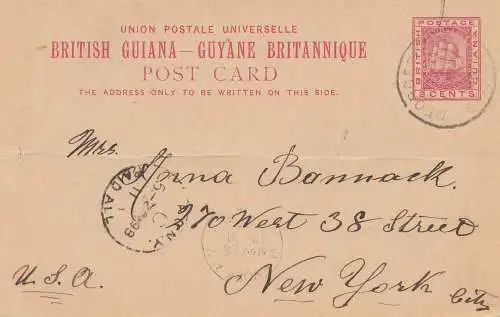 UNION POSTALE UNIVERSELLE
BRITISH GUIANA—GUYANE BRITANNIQUE
POST CARD
THE ADDRESS ONLY TO BE WRITTEN ON THIS SIDE.
POSTAGE
BRITISH
GUIANA
2 CENTS
Mrs. Anna Bannack
270 West 38 Street
New York
City
U.S.A.